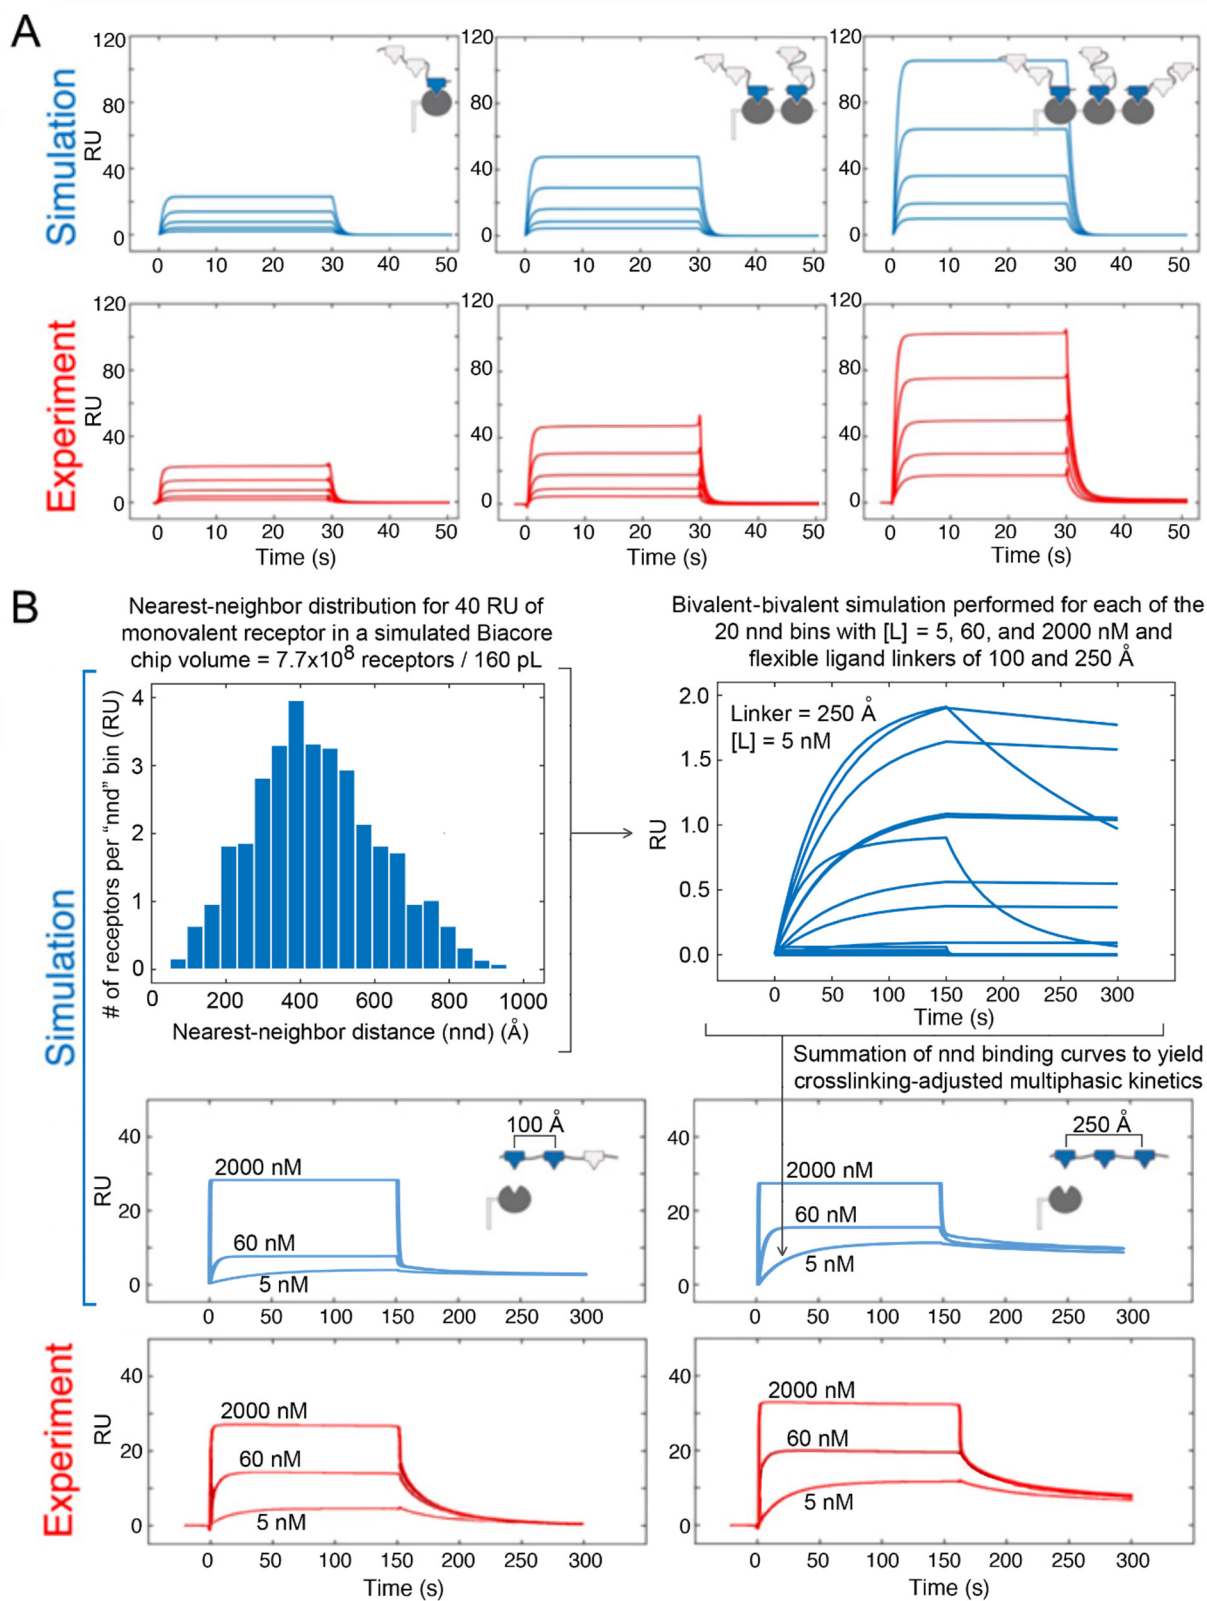 A
Simulation
RU
120
80
40
0
0 10 20 30 40 50
120
80
40
0
0 10 20 30 40 50
120
80
40
0
0 10 20 30 40 50
Experiment
RU
120
80
40
0
0 10 20 30 40 50
Time (s)
120
80
40
0
0 10 20 30 40 50
Time (s)
120
80
40
0
0 10 20 30 40 50
Time (s)
B
Simulation
Nearest-neighbor distribution for 40 RU of
monovalent receptor in a simulated Biacore
chip volume = 7.7x10⁸ receptors / 160 pL
# of receptors per “nnd” bin (RU)
4
3
2
1
0
0 200 400 600 800 1000
Nearest-neighbor distance (nnd) (Å)
Bivalent-bivalent simulation performed for each of the
20 nnd bins with [L] = 5, 60, and 2000 nM and
flexible ligand linkers of 100 and 250 Å
Linker = 250 Å
[L] = 5 nM
RU
2.0
1.5
1.0
0.5
0.0
0 50 100 150 200 250 300
Time (s)
Summation of nnd binding curves to yield
crosslinking-adjusted multiphasic kinetics
RU
40
20
0
100 Å
2000 nM
60 nM
5 nM
0 50 100 150 200 250 300
40
20
0
250 Å
2000 nM
60 nM
5 nM
0 50 100 150 200 250 300
Experiment
RU
40
20
0
2000 nM
60 nM
5 nM
0 50 100 150 200 250 300
Time (s)
40
20
0
2000 nM
60 nM
5 nM
0 50 100 150 200 250 300
Time (s)